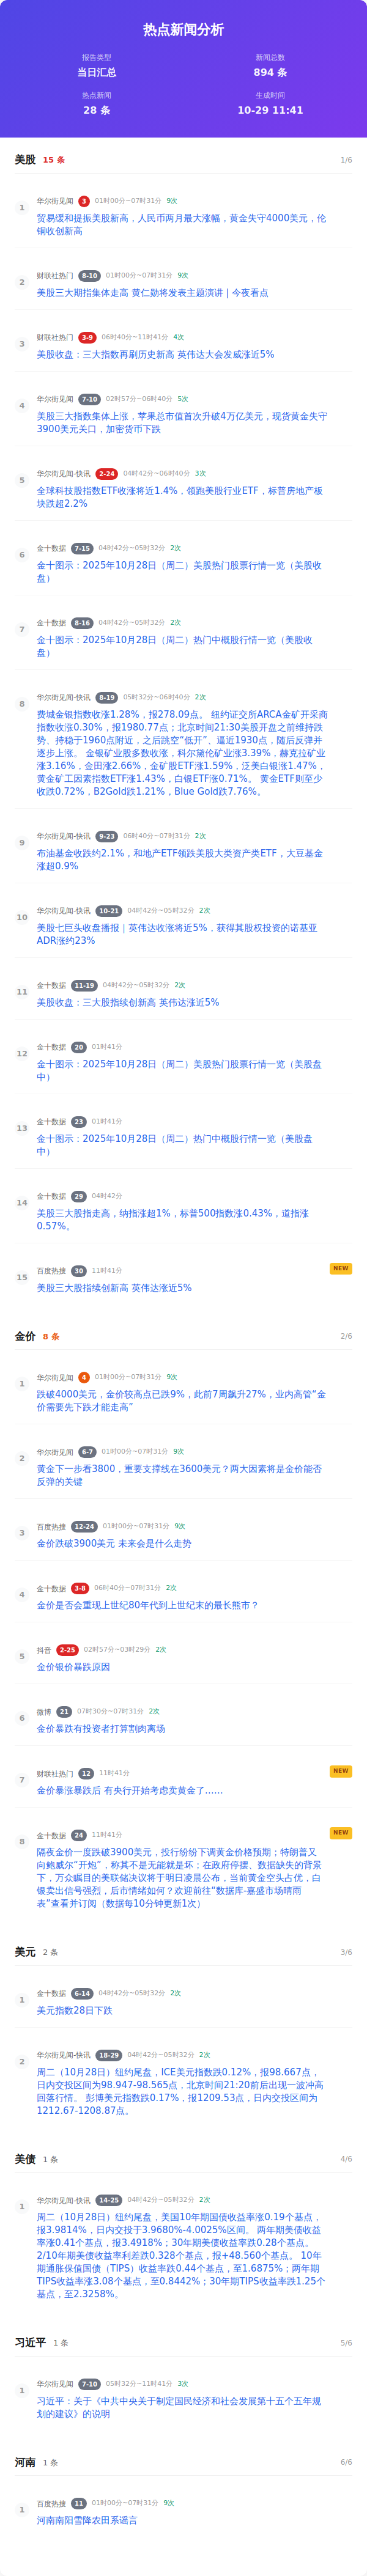 热点新闻分析
报告类型
新闻总数
当日汇总
894 条
热点新闻
生成时间
28 条
10-29 11:41
美股 15 条 1/6
1
华尔街见闻 3 01时00分~07时31分 9次
贸易缓和提振美股新高，人民币两月最大涨幅，黄金失守4000美元，伦
铜收创新高
2
财联社热门 8-10 01时00分~07时31分 9次
美股三大期指集体走高 黄仁勋将发表主题演讲 | 今夜看点
3
财联社热门 3-9 06时40分~11时41分 4次
美股收盘：三大指数再刷历史新高 英伟达大会发威涨近5%
4
华尔街见闻 7-10 02时57分~06时40分 5次
美股三大指数集体上涨，苹果总市值首次升破4万亿美元，现货黄金失守
3900美元关口，加密货币下跌
5
华尔街见闻-快讯 2-24 04时42分~06时40分 3次
全球科技股指数ETF收涨将近1.4%，领跑美股行业ETF，标普房地产板
块跌超2.2%
6
金十数据 7-15 04时42分~05时32分 2次
金十图示：2025年10月28日（周二）美股热门股票行情一览（美股收
盘）
7
金十数据 8-16 04时42分~05时32分 2次
金十图示：2025年10月28日（周二）热门中概股行情一览（美股收
盘）
8
华尔街见闻-快讯 8-19 05时32分~06时40分 2次
费城金银指数收涨1.28%，报278.09点。 纽约证交所ARCA金矿开采商
指数收涨0.30%，报1980.77点；北京时间21:30美股开盘之前维持跌
势、持稳于1960点附近，之后跳空“低开”、逼近1930点，随后反弹并
逐步上涨。 金银矿业股多数收涨，科尔黛伦矿业涨3.39%，赫克拉矿业
涨3.16%，金田涨2.66%，金矿股ETF涨1.59%，泛美白银涨1.47%，
黄金矿工因素指数ETF涨1.43%，白银ETF涨0.71%。 黄金ETF则至少
收跌0.72%，B2Gold跌1.21%，Blue Gold跌7.76%。
9
华尔街见闻-快讯 9-23 06时40分~07时31分 2次
布油基金收跌约2.1%，和地产ETF领跌美股大类资产类ETF，大豆基金
涨超0.9%
10
华尔街见闻-快讯 10-21 04时42分~05时32分 2次
美股七巨头收盘播报｜英伟达收涨将近5%，获得其股权投资的诺基亚
ADR涨约23%
11
金十数据 11-19 04时42分~05时32分 2次
美股收盘：三大股指续创新高 英伟达涨近5%
12
金十数据 20 01时41分
金十图示：2025年10月28日（周二）美股热门股票行情一览（美股盘
中）
13
金十数据 23 01时41分
金十图示：2025年10月28日（周二）热门中概股行情一览（美股盘
中）
14
金十数据 29 04时42分
美股三大股指走高，纳指涨超1%，标普500指数涨0.43%，道指涨
0.57%。
15
百度热搜 30 11时41分 NEW
美股三大股指续创新高 英伟达涨近5%
金价 8 条 2/6
1
华尔街见闻 4 01时00分~07时31分 9次
跌破4000美元，金价较高点已跌9%，此前7周飙升27%，业内高管“金
价需要先下跌才能走高”
2
华尔街见闻 6-7 01时00分~07时31分 9次
黄金下一步看3800，重要支撑线在3600美元？两大因素将是金价能否
反弹的关键
3
百度热搜 12-24 01时00分~07时31分 9次
金价跌破3900美元 未来会是什么走势
4
金十数据 3-8 06时40分~07时31分 2次
金价是否会重现上世纪80年代到上世纪末的最长熊市？
5
抖音 2-25 02时57分~03时29分 2次
金价银价暴跌原因
6
微博 21 07时30分~07时31分 2次
金价暴跌有投资者打算割肉离场
7
财联社热门 12 11时41分 NEW
金价暴涨暴跌后 有央行开始考虑卖黄金了……
8
金十数据 24 11时41分 NEW
隔夜金价一度跌破3900美元，投行纷纷下调黄金价格预期；特朗普又
向鲍威尔“开炮”，称其不是无能就是坏；在政府停摆、数据缺失的背景
下，万众瞩目的美联储决议将于明日凌晨公布，当前黄金空头占优，白
银卖出信号强烈，后市情绪如何？欢迎前往“数据库-嘉盛市场晴雨
表”查看并订阅（数据每10分钟更新1次）
美元 2 条 3/6
1
金十数据 6-14 04时42分~05时32分 2次
美元指数28日下跌
2
华尔街见闻-快讯 18-29 04时42分~05时32分 2次
周二（10月28日）纽约尾盘，ICE美元指数跌0.12%，报98.667点，
日内交投区间为98.947-98.565点，北京时间21:20前后出现一波冲高
回落行情。 彭博美元指数跌0.17%，报1209.53点，日内交投区间为
1212.67-1208.87点。
美债 1 条 4/6
1
华尔街见闻-快讯 14-25 04时42分~05时32分 2次
周二（10月28日）纽约尾盘，美国10年期国债收益率涨0.19个基点，
报3.9814%，日内交投于3.9680%-4.0025%区间。 两年期美债收益
率涨0.41个基点，报3.4918%；30年期美债收益率跌0.28个基点。
2/10年期美债收益率利差跌0.328个基点，报+48.560个基点。 10年
期通胀保值国债（TIPS）收益率跌0.44个基点，至1.6875%；两年期
TIPS收益率涨3.08个基点，至0.8442%；30年期TIPS收益率跌1.25个
基点，至2.3258%。
习近平 1 条 5/6
1
华尔街见闻 7-10 05时32分~11时41分 3次
习近平：关于《中共中央关于制定国民经济和社会发展第十五个五年规
划的建议》的说明
河南 1 条 6/6
1
百度热搜 11 01时00分~07时31分 9次
河南南阳雪降农田系谣言